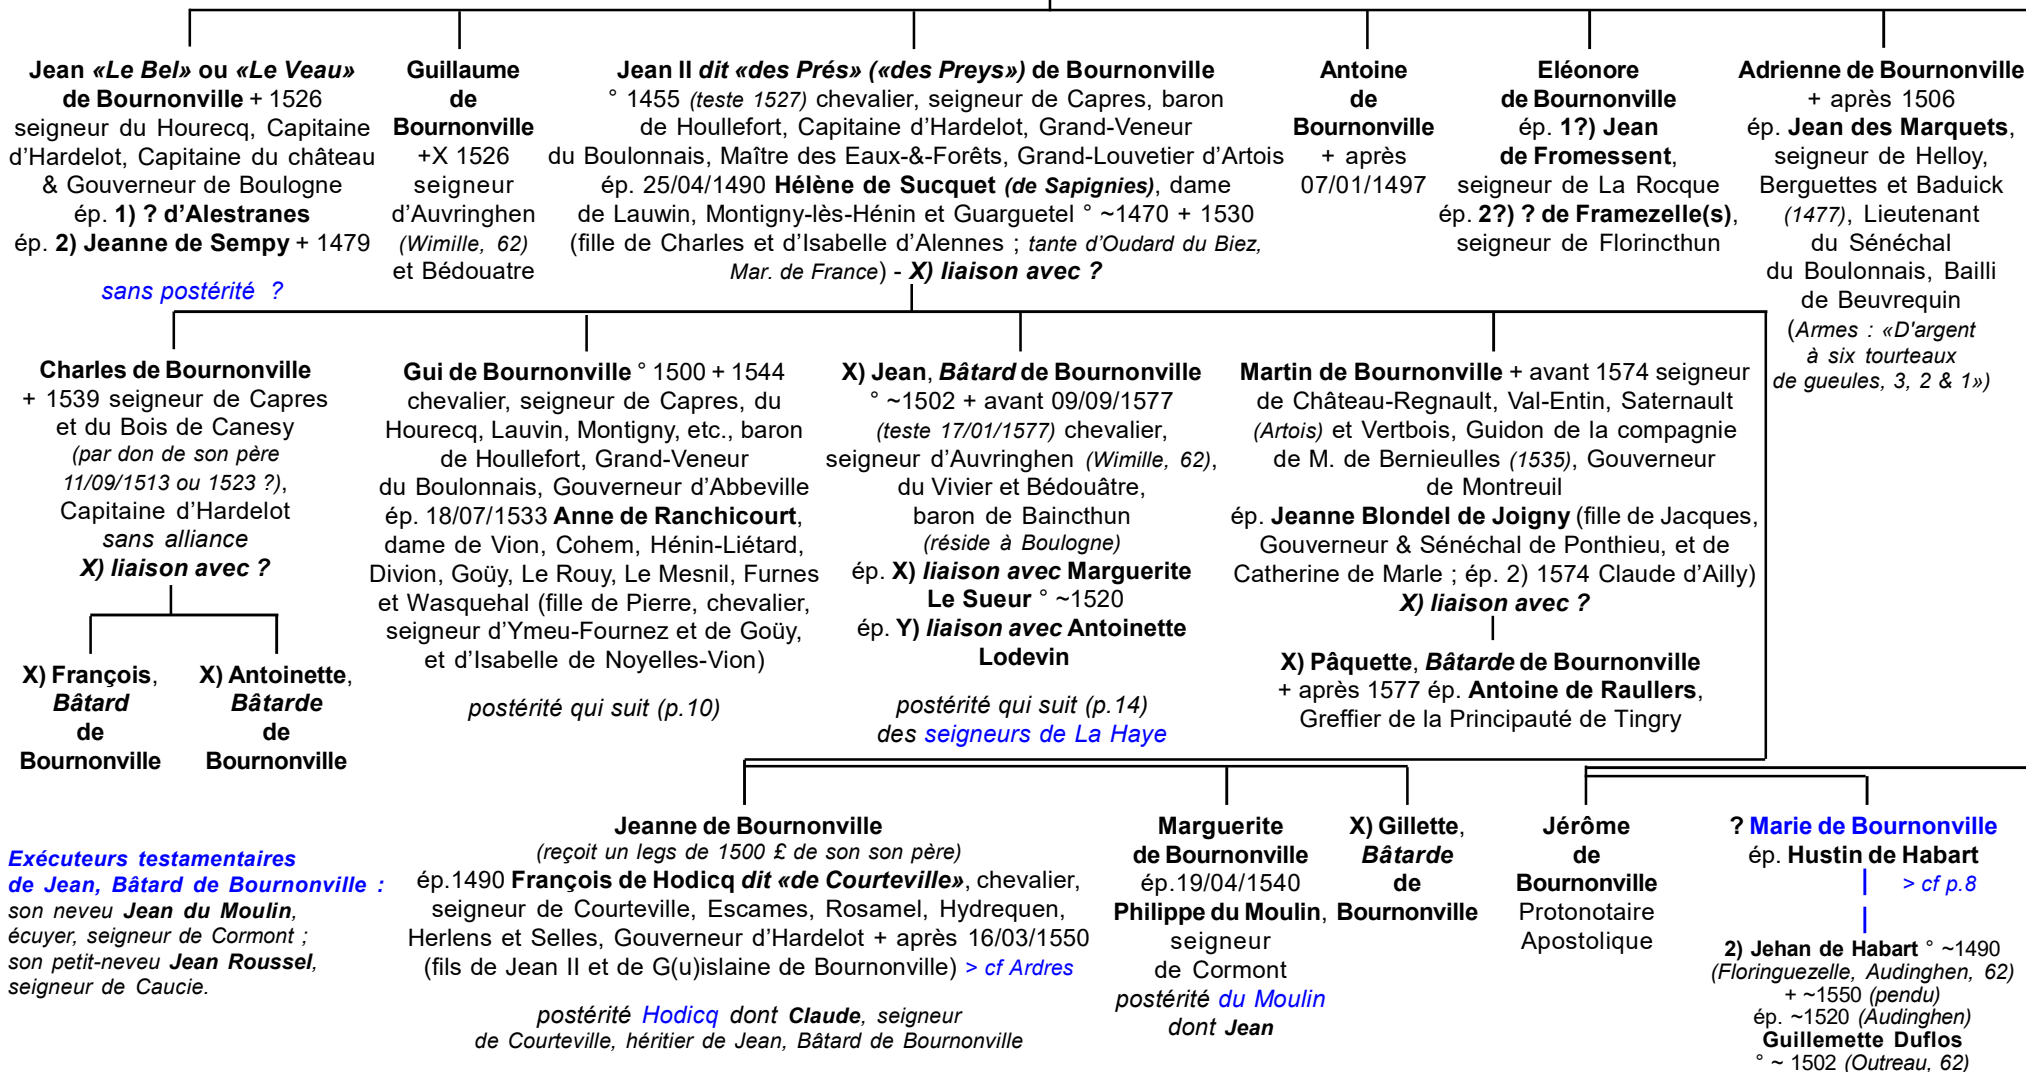 Jean «Le Bel» ou «Le Veau»
de Bournonville + 1526
seigneur du Hourecq, Capitaine
d'Hardelot, Capitaine du château
& Gouverneur de Boulogne
ép. 1) ? d'Alestranes
ép. 2) Jeanne de Sempy + 1479
sans postérité ?
Guillaume
de
Bournonville
+X 1526
seigneur
d'Auvringhen
(Wimille, 62)
et Bédouatre
Jean II dit «des Prés» («des Preys») de Bournonville
° 1455 (teste 1527) chevalier, seigneur de Capres, baron
de Houllefort, Capitaine d'Hardelot, Grand-Veneur
du Boulonnais, Maître des Eaux-&-Forêts, Grand-Louvetier d'Artois
ép. 25/04/1490 Hélène de Sucquet (de Sapignies), dame
de Lauwin, Montigny-lès-Hénin et Guarguetel ° ~1470 + 1530
(fille de Charles et d'Isabelle d'Alennes ; tante d'Oudard du Biez,
Mar. de France) - X) liaison avec ?
Antoine
de
Bournonville
+ après
07/01/1497
Eléonore
de Bournonville
ép. 1?) Jean
de Fromessent,
seigneur de La Rocque
ép. 2?) ? de Framezelle(s),
seigneur de Florincthun
Adrienne de Bournonville
+ après 1506
ép. Jean des Marquets,
seigneur de Helloy,
Berguettes et Baduick
(1477), Lieutenant
du Sénéchal
du Boulonnais, Bailli
de Beuvrequin
(Armes : «D'argent
à six tourteaux
de gueules, 3, 2 & 1»)
Charles de Bournonville
+ 1539 seigneur de Capres
et du Bois de Canesy
(par don de son père
11/09/1513 ou 1523 ?),
Capitaine d'Hardelot
sans alliance
X) liaison avec ?
X) François,
Bâtard
de
Bournonville
X) Antoinette,
Bâtarde
de
Bournonville
Gui de Bournonville ° 1500 + 1544
chevalier, seigneur de Capres, du
Hourecq, Lauvin, Montigny, etc., baron
de Houllefort, Grand-Veneur
du Boulonnais, Gouverneur d'Abbeville
ép. 18/07/1533 Anne de Ranchicourt,
dame de Vion, Cohem, Hénin-Liétard,
Divion, Goüy, Le Rouy, Le Mesnil, Furnes
et Wasquehal (fille de Pierre, chevalier,
seigneur d'Ymeu-Fournez et de Goüy,
et d'Isabelle de Noyelles-Vion)
postérité qui suit (p.10)
X) Jean, Bâtard de Bournonville
° ~1502 + avant 09/09/1577
(teste 17/01/1577) chevalier,
seigneur d'Auvringhen (Wimille, 62),
du Vivier et Bédouâtre,
baron de Baincthun
(réside à Boulogne)
ép. X) liaison avec Marguerite
Le Sueur ° ~1520
ép. Y) liaison avec Antoinette
Lodevin
postérité qui suit (p.14)
des seigneurs de La Haye
Martin de Bournonville + avant 1574 seigneur
de Château-Regnault, Val-Entin, Saternault
(Artois) et Vertbois, Guidon de la compagnie
de M. de Bernieulles (1535), Gouverneur
de Montreuil
ép. Jeanne Blondel de Joigny (fille de Jacques,
Gouverneur & Sénéchal de Ponthieu, et de
Catherine de Marle ; ép. 2) 1574 Claude d'Ailly)
X) liaison avec ?
X) Pâquette, Bâtarde de Bournonville
+ après 1577 ép. Antoine de Raullers,
Greffier de la Principauté de Tingry
Exécuteurs testamentaires
de Jean, Bâtard de Bournonville :
son neveu Jean du Moulin,
écuyer, seigneur de Cormont ;
son petit-neveu Jean Roussel,
seigneur de Caucie.
Jeanne de Bournonville
(reçoit un legs de 1500 £ de son son père)
ép.1490 François de Hodicq dit «de Courteville», chevalier,
seigneur de Courteville, Escames, Rosamel, Hydrequen,
Herlens et Selles, Gouverneur d'Hardelot + après 16/03/1550
(fils de Jean II et de G(u)islaine de Bournonville) > cf Ardres
postérité Hodicq dont Claude, seigneur
de Courteville, héritier de Jean, Bâtard de Bournonville
Marguerite
de Bournonville
ép.19/04/1540
Philippe du Moulin,
seigneur
de Cormont
postérité du Moulin
dont Jean
X) Gillette,
Bâtarde
de
Bournonville
Jérôme
de
Bournonville
Protonotaire
Apostolique
? Marie de Bournonville
ép. Hustin de Habart
> cf p.8
2) Jehan de Habart ° ~1490
(Floringuezelle, Audinghen, 62)
+ ~1550 (pendu)
ép. ~1520 (Audinghen)
Guillemette Duflos
° ~ 1502 (Outreau, 62)